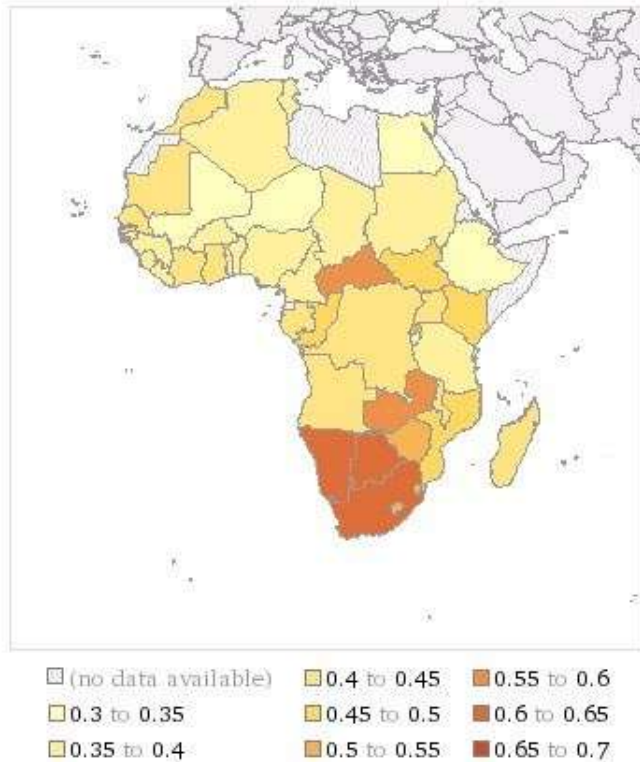 (no data available)
0.3 to 0.35
0.35 to 0.4
0.4 to 0.45
0.45 to 0.5
0.5 to 0.55
0.55 to 0.6
0.6 to 0.65
0.65 to 0.7